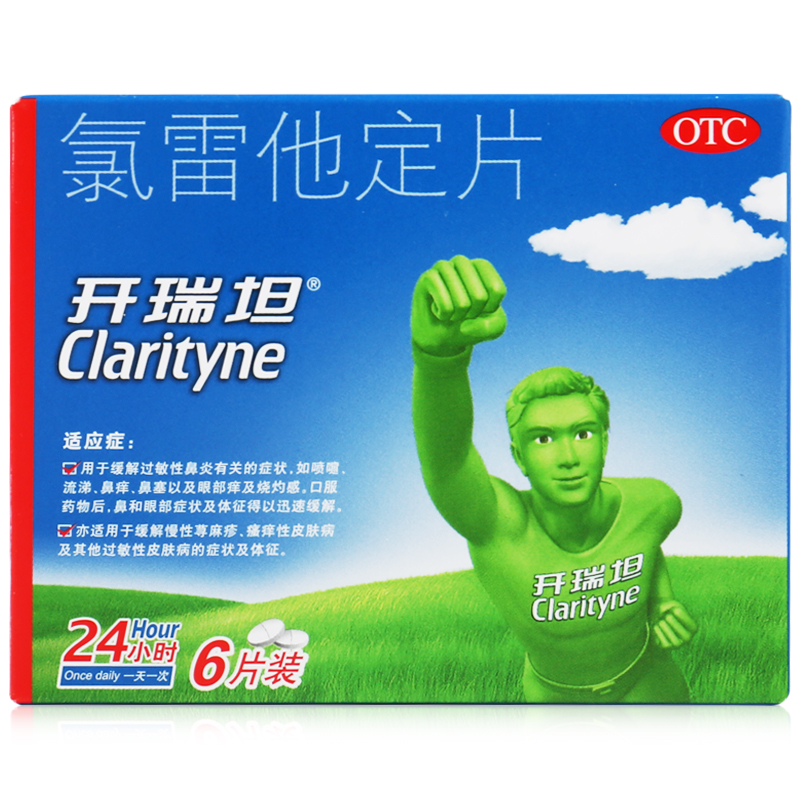 氯雷他定片
OTC
开瑞坦®
Clarityne
适应症：
用于缓解过敏性鼻炎有关的症状，如喷嚏、
流涕、鼻痒、鼻塞以及眼部痒及烧灼感。口服
药物后，鼻和眼部症状及体征得以迅速缓解。
亦适用于缓解慢性荨麻疹、瘙痒性皮肤病
及其他过敏性皮肤病的症状及体征。
开瑞坦
Clarityne
24 Hour
小时
Once daily 一天一次
6片装